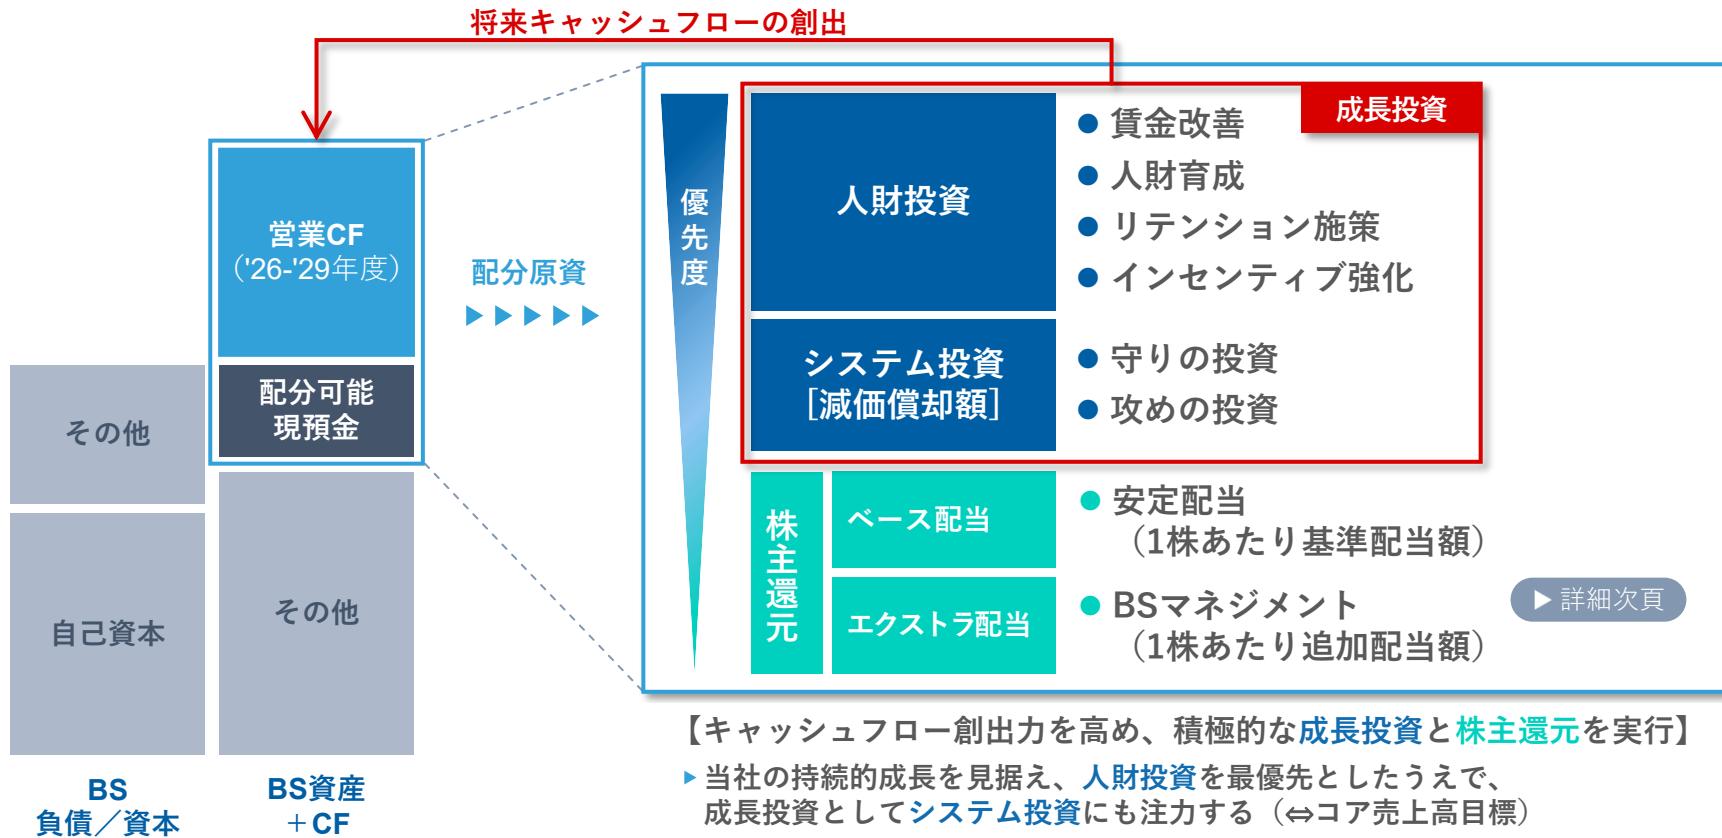 将来キャッシュフローの創出
営業CF
（'26-'29年度）
配分可能
現預金
その他
自己資本
その他
BS
負債／資本
BS資産
＋CF
配分原資
▶▶▶▶▶
優先度
成長投資
人財投資
● 賃金改善
● 人財育成
● リテンション施策
● インセンティブ強化
システム投資
［減価償却額］
● 守りの投資
● 攻めの投資
株主還元
ベース配当
● 安定配当
（1株あたり基準配当額）
エクストラ配当
● BSマネジメント
（1株あたり追加配当額）
▶ 詳細次頁
【キャッシュフロー創出力を高め、積極的な成長投資と株主還元を実行】
▶ 当社の持続的成長を見据え、人財投資を最優先としたうえで、
成長投資としてシステム投資にも注力する（⇔コア売上高目標）